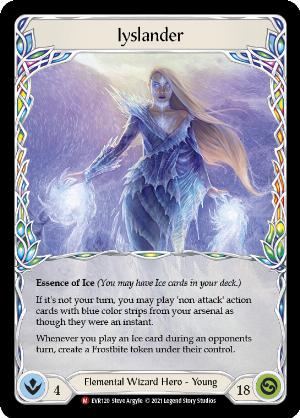 Iyslander
Essence of Ice (You may have Ice cards in your deck.)
If it's not your turn, you may play 'non attack' action
cards with blue color strips from your arsenal as
though they were an instant.
Whenever you play an Ice card during an opponents
turn, create a Frostbite token under their control.
4
Elemental Wizard Hero - Young
18
M EVR120 Steve Argyle © 2021 Legend Story Studios